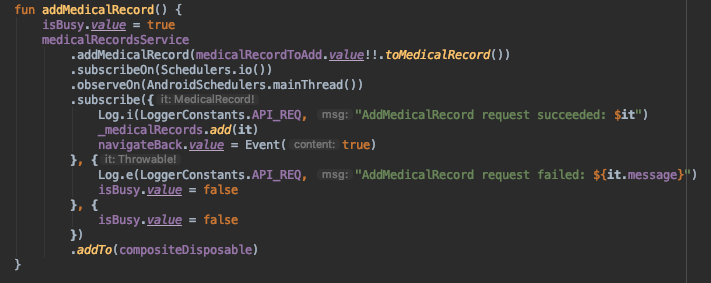 fun addMedicalRecord() {
isBusy.value = true
medicalRecordsService
.addMedicalRecord(medicalRecordToAdd.value!!.toMedicalRecord())
.subscribeOn(Schedulers.io())
.observeOn(AndroidSchedulers.mainThread())
.subscribe({ it: MedicalRecord!
Log.i(LoggerConstants.API_REQ, msg: "AddMedicalRecord request succeeded: $it")
_medicalRecords.add(it)
navigateBack.value = Event( content: true)
}, { it: Throwable!
Log.e(LoggerConstants.API_REQ, msg: "AddMedicalRecord request failed: ${it.message}")
isBusy.value = false
}, {
isBusy.value = false
})
.addTo(compositeDisposable)
}